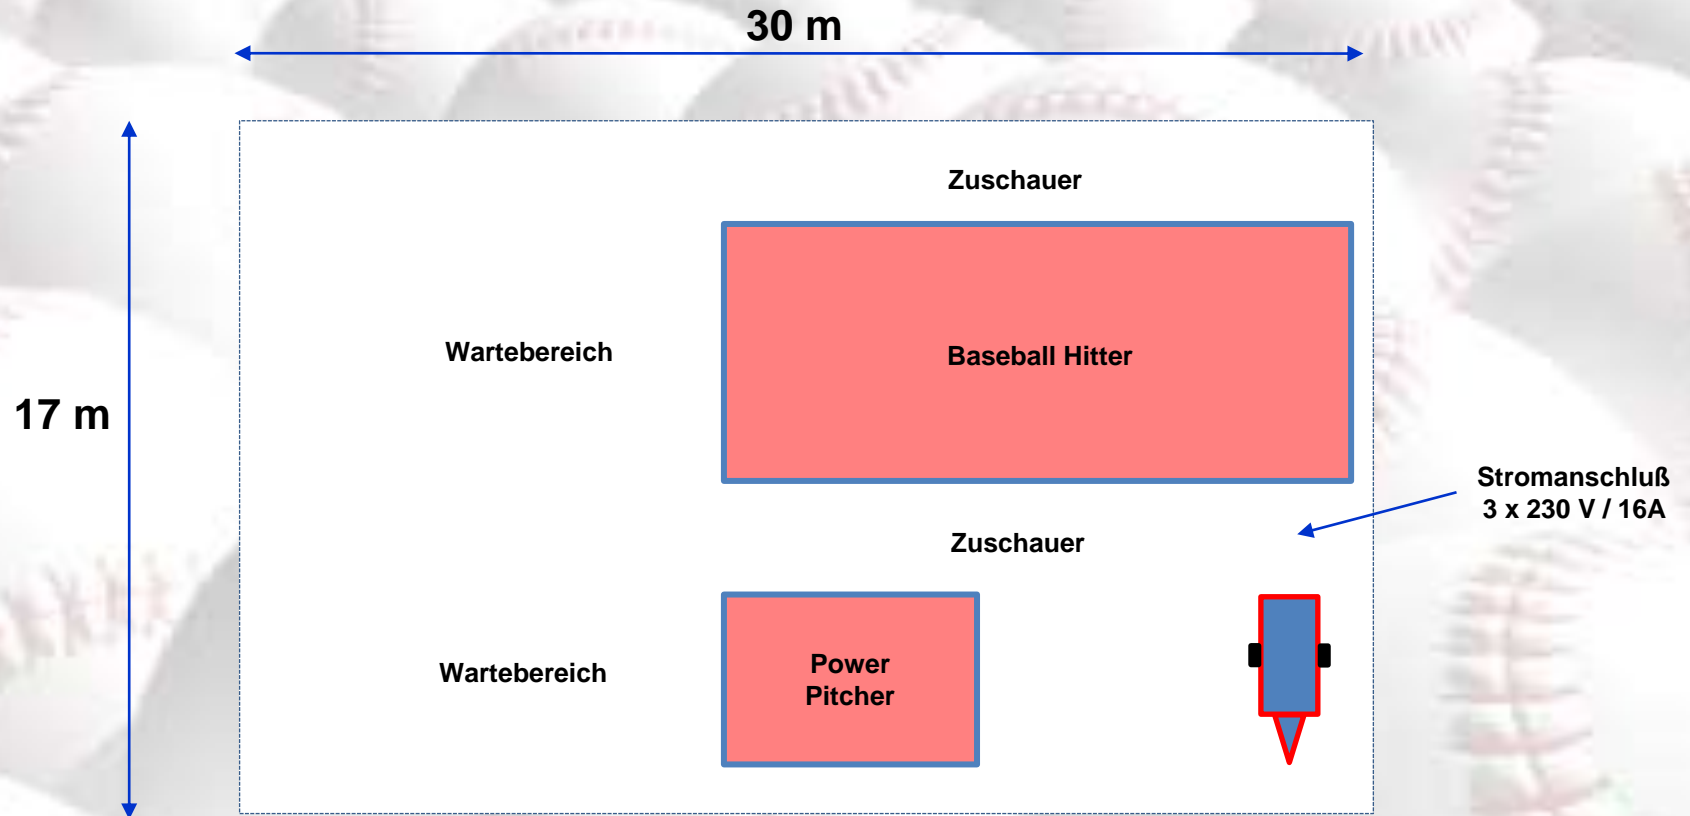 30 m
Zuschauer
Wartebereich
Baseball Hitter
17 m
Stromanschluß
3 x 230 V / 16A
Zuschauer
Wartebereich
Power
Pitcher